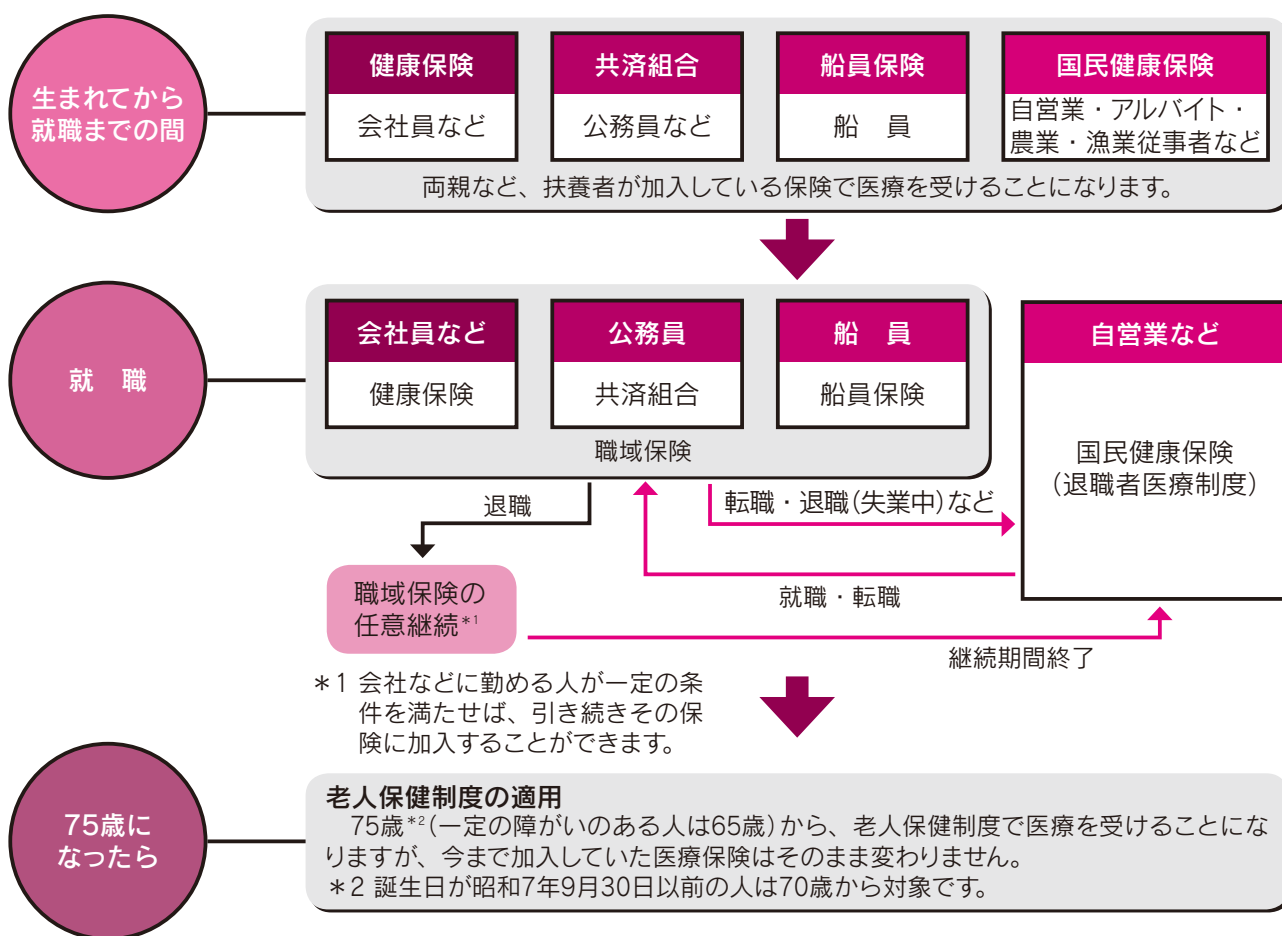 生まれてから
就職までの間
健康保険
会社員など
共済組合
公務員など
船員保険
船　員
国民健康保険
自営業・アルバイト・
農業・漁業従事者など
両親など、扶養者が加入している保険で医療を受けることになります。
就　職
会社員など
健康保険
公務員
共済組合
船　員
船員保険
職域保険
自営業など
国民健康保険
（退職者医療制度）
退職
転職・退職（失業中）など
就職・転職
職域保険の
任意継続*1
継続期間終了
＊1 会社などに勤める人が一定の条
件を満たせば、引き続きその保
険に加入することができます。
75歳に
なったら
老人保健制度の適用
　75歳*2（一定の障がいのある人は65歳）から、老人保健制度で医療を受けることにな
りますが、今まで加入していた医療保険はそのまま変わりません。
＊2 誕生日が昭和7年9月30日以前の人は70歳から対象です。